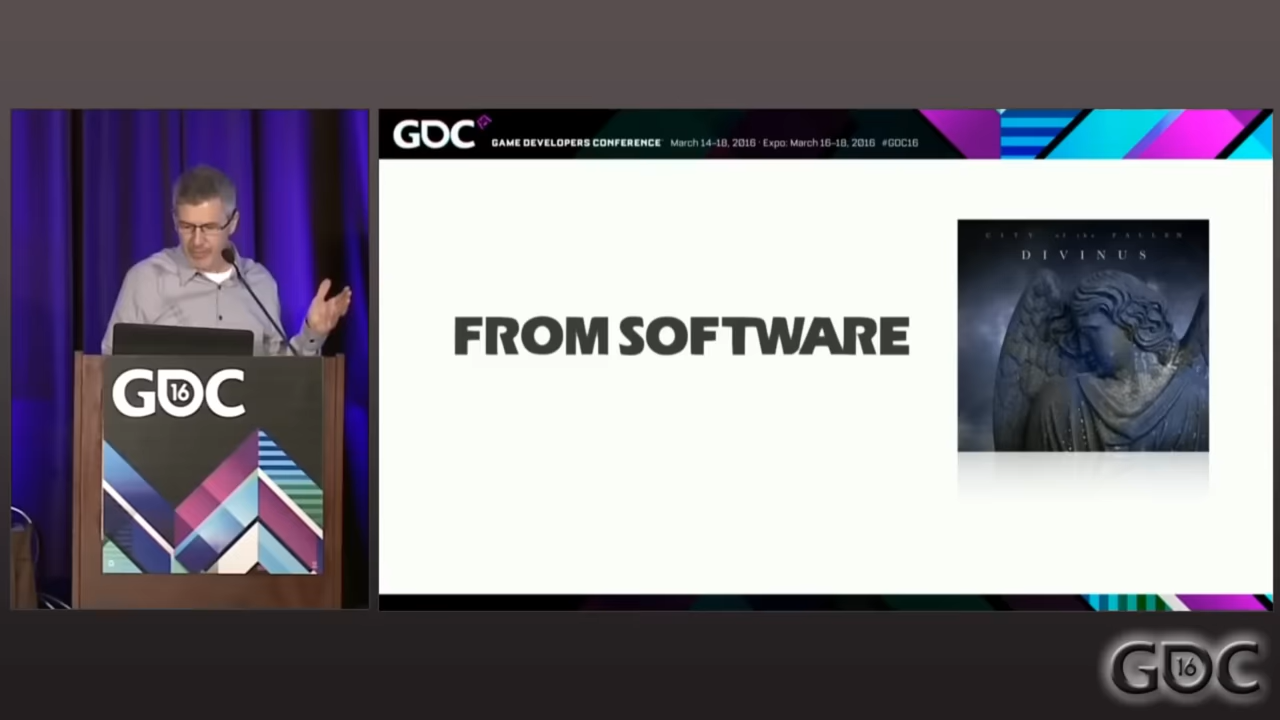 GDC
GAME DEVELOPERS CONFERENCE March 14-18, 2016 · Expo: March 16-18, 2016 #GDC16
CITY of the FALLEN
DIVINUS
FROM SOFTWARE
GDC 16
GDC 16